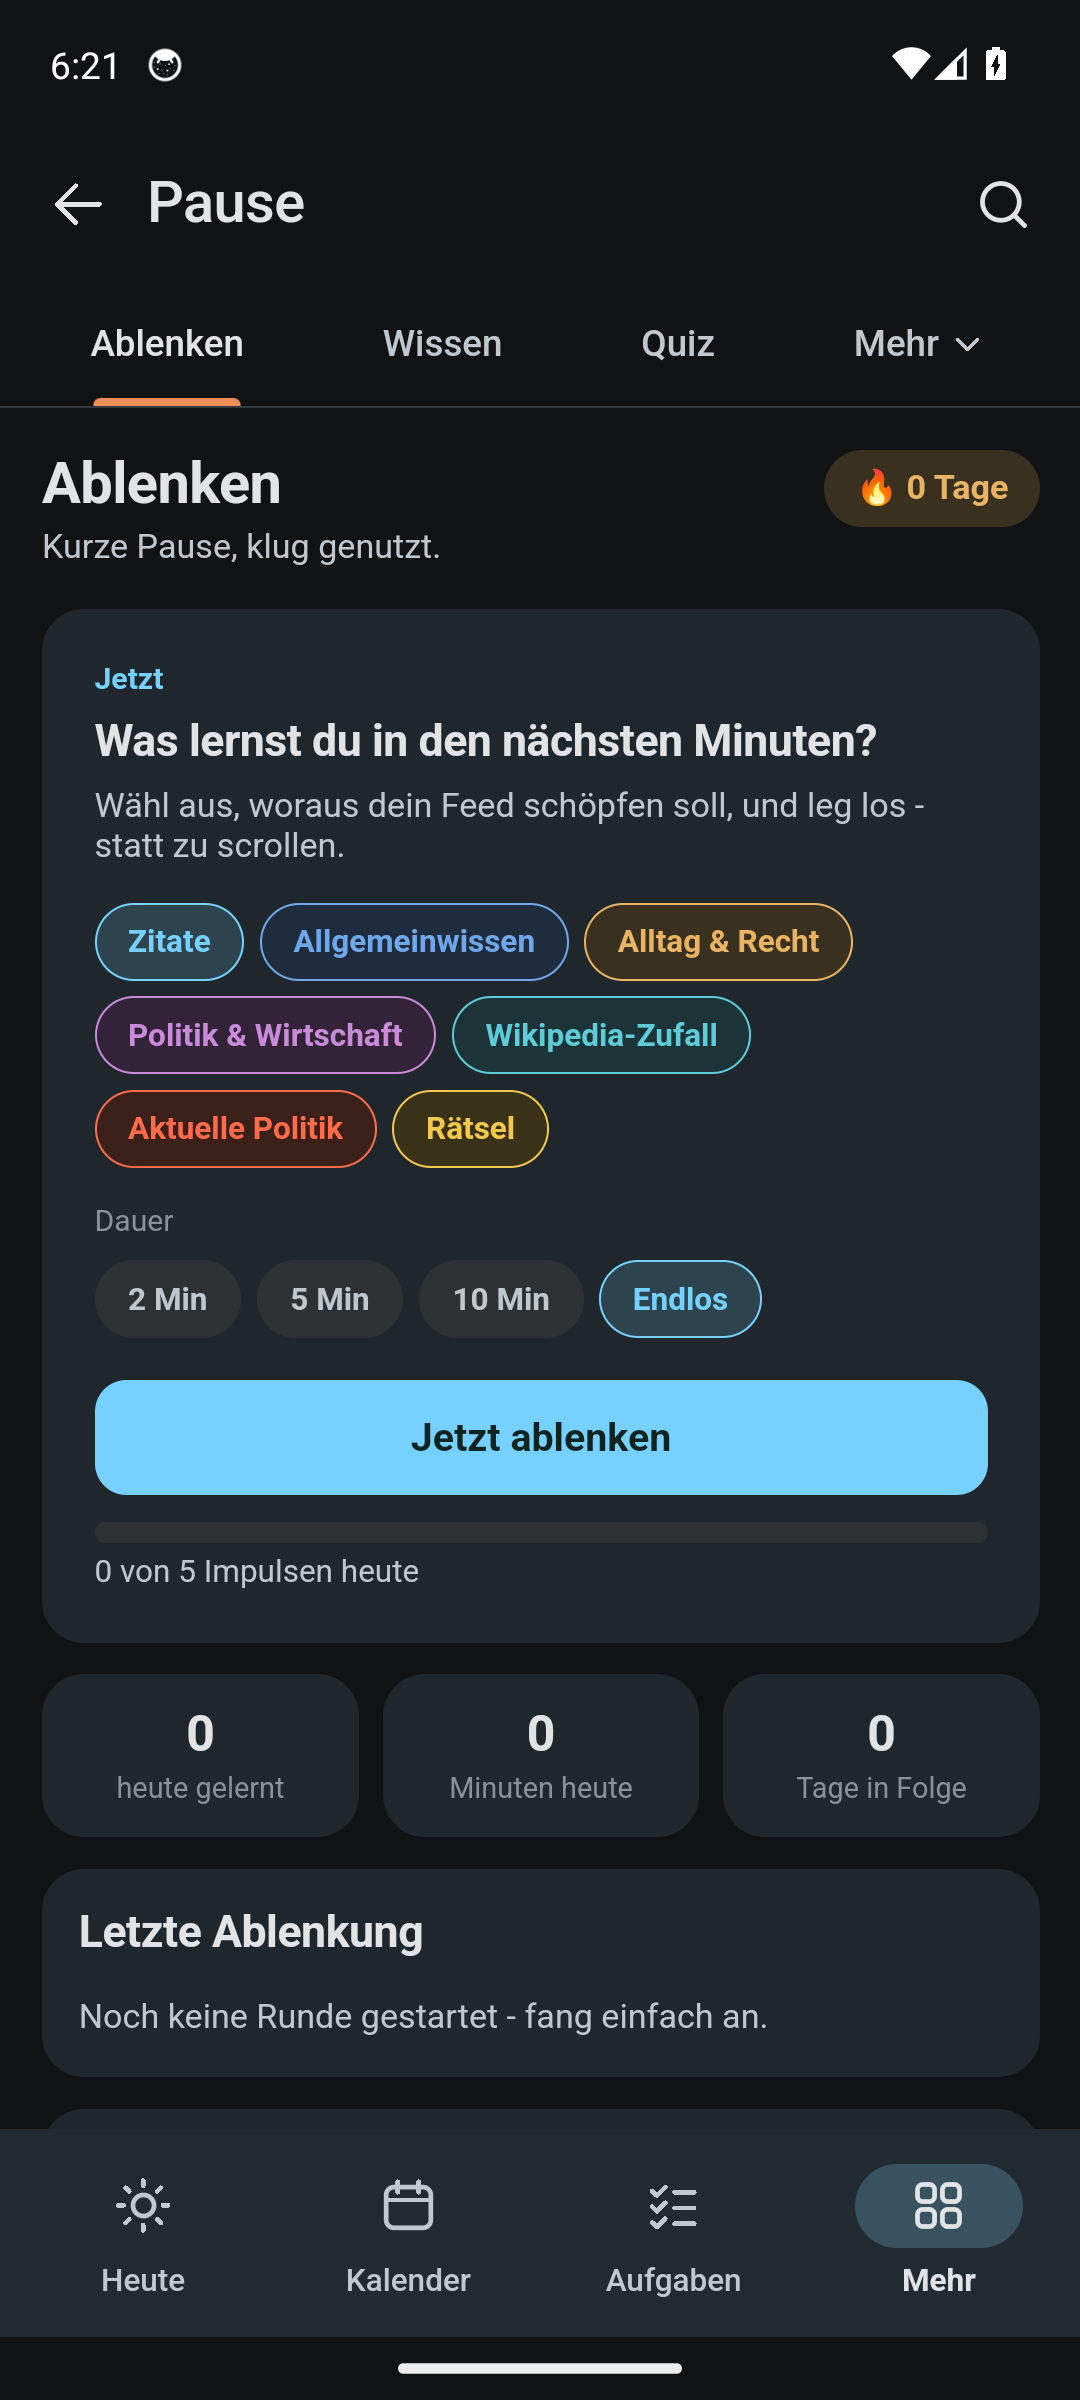 6:21
Pause
Ablenken
Wissen
Quiz
Mehr
Ablenken
🔥 0 Tage
Kurze Pause, klug genutzt.
Jetzt
Was lernst du in den nächsten Minuten?
Wähl aus, woraus dein Feed schöpfen soll, und leg los -
statt zu scrollen.
Zitate
Allgemeinwissen
Alltag & Recht
Politik & Wirtschaft
Wikipedia-Zufall
Aktuelle Politik
Rätsel
Dauer
2 Min
5 Min
10 Min
Endlos
Jetzt ablenken
0 von 5 Impulsen heute
0
heute gelernt
0
Minuten heute
0
Tage in Folge
Letzte Ablenkung
Noch keine Runde gestartet - fang einfach an.
Heute
Kalender
Aufgaben
Mehr